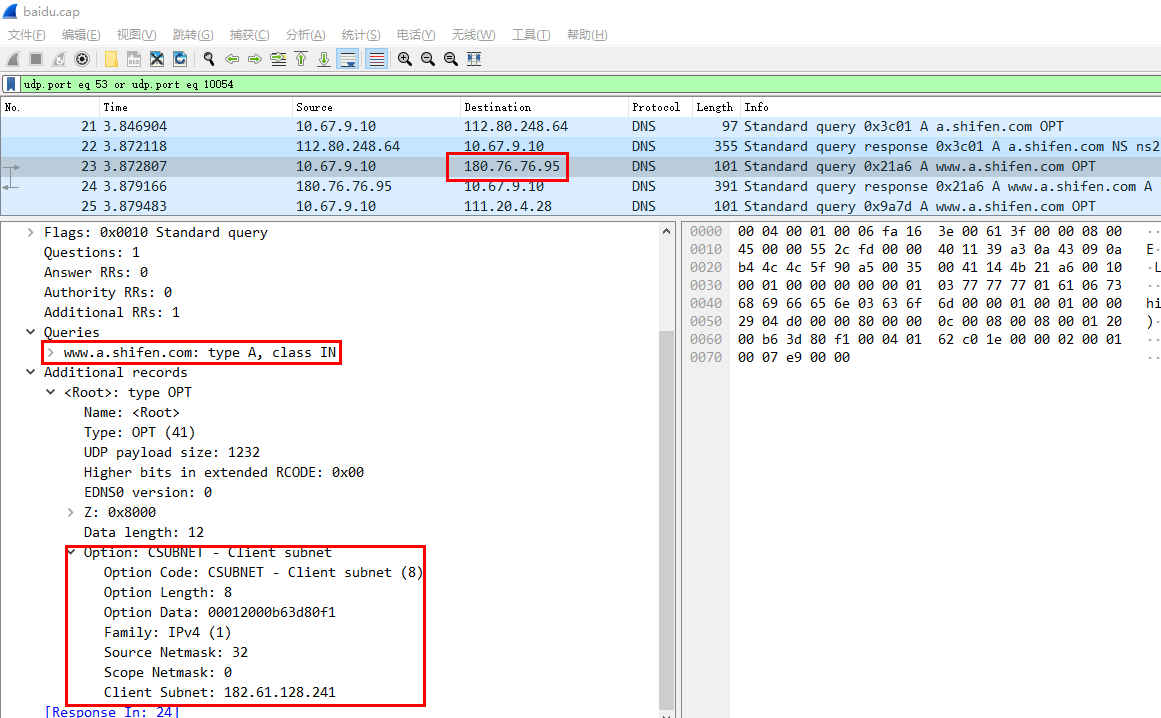 baidu.cap
文件(F) 编辑(E) 视图(V) 跳转(G) 捕获(C) 分析(A) 统计(S) 电话(Y) 无线(W) 工具(T) 帮助(H)
udp.port eq 53 or udp.port eq 10054
No. Time Source Destination Protocol Length Info
21 3.846904 10.67.9.10 112.80.248.64 DNS 97 Standard query 0x3c01 A a.shifen.com OPT
22 3.872118 112.80.248.64 10.67.9.10 DNS 355 Standard query response 0x3c01 A a.shifen.com NS ns2
23 3.872807 10.67.9.10 180.76.76.95 DNS 101 Standard query 0x21a6 A www.a.shifen.com OPT
24 3.879166 180.76.76.95 10.67.9.10 DNS 391 Standard query response 0x21a6 A www.a.shifen.com A
25 3.879483 10.67.9.10 111.20.4.28 DNS 101 Standard query 0x9a7d A www.a.shifen.com OPT
Flags: 0x0010 Standard query
Questions: 1
Answer RRs: 0
Authority RRs: 0
Additional RRs: 1
Queries
www.a.shifen.com: type A, class IN
Additional records
<Root>: type OPT
Name: <Root>
Type: OPT (41)
UDP payload size: 1232
Higher bits in extended RCODE: 0x00
EDNS0 version: 0
Z: 0x8000
Data length: 12
Option: CSUBNET - Client subnet
Option Code: CSUBNET - Client subnet (8)
Option Length: 8
Option Data: 00012000b63d80f1
Family: IPv4 (1)
Source Netmask: 32
Scope Netmask: 0
Client Subnet: 182.61.128.241
[Response In: 24]
0000 00 04 00 01 00 06 fa 16 3e 00 61 3f 00 00 08 00 ··
0010 45 00 00 55 2c fd 00 00 40 11 39 a3 0a 43 09 0a E·
0020 b4 4c 4c 5f 90 a5 00 35 00 41 14 4b 21 a6 00 10 ·L
0030 00 01 00 00 00 00 00 01 03 77 77 77 01 61 06 73 ··
0040 68 69 66 65 6e 03 63 6f 6d 00 00 01 00 01 00 00 hi
0050 29 04 d0 00 00 80 00 00 0c 00 08 00 08 00 01 20 )·
0060 00 b6 3d 80 f1 00 04 01 62 c0 1e 00 00 02 00 01 ··
0070 00 07 e9 00 00 ··